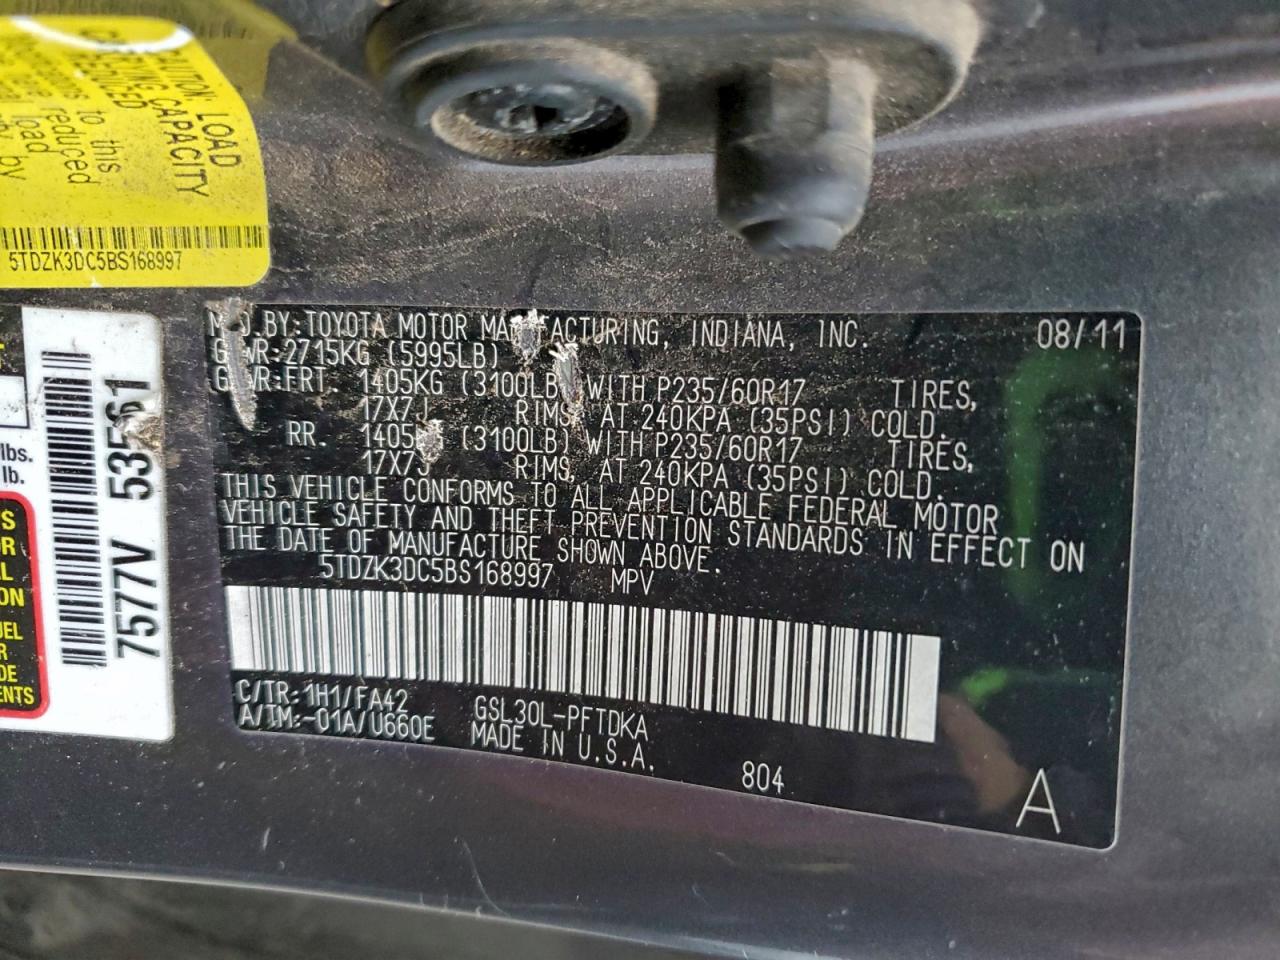 CAUTION: LOAD
CARRYING CAPACITY
REDUCED
to this
reduced
load by
5TDZK3DC5BS168997
lbs.
lb.
7577V 53561
MFD.BY:TOYOTA MOTOR MANUFACTURING, INDIANA, INC. 08/11
GVWR:2715KG (5995LB)
GAWR:FRT. 1405KG (3100LB) WITH P235/60R17 TIRES,
17X7J RIMS, AT 240KPA (35PSI) COLD.
RR. 1405KG (3100LB) WITH P235/60R17 TIRES,
17X7J RIMS, AT 240KPA (35PSI) COLD.
THIS VEHICLE CONFORMS TO ALL APPLICABLE FEDERAL MOTOR
VEHICLE SAFETY AND THEFT PREVENTION STANDARDS IN EFFECT ON
THE DATE OF MANUFACTURE SHOWN ABOVE.
5TDZK3DC5BS168997 MPV
C/TR:1H1/FA42 GSL30L-PFTDKA
A/TM:-01A/U660E MADE IN U.S.A.
804
A